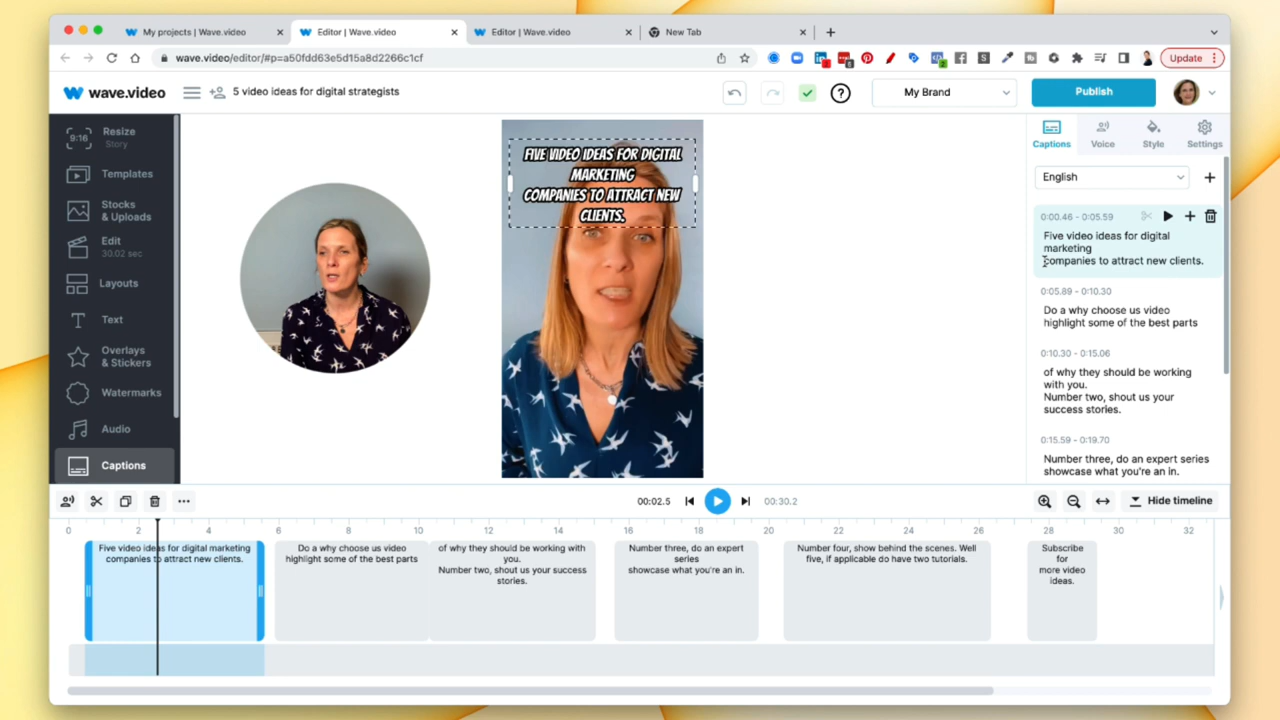 My projects | Wave.video
Editor | Wave.video
Editor | Wave.video
New Tab
wave.video/editor/#p=a50fdd63e5d15a8d2266c1cf
Update
wave.video
5 video ideas for digital strategists
My Brand
Publish
9:16
Resize
Story
Templates
Stocks
& Uploads
Edit
30.02 sec
Layouts
Text
Overlays
& Stickers
Watermarks
Audio
Captions
FIVE VIDEO IDEAS FOR DIGITAL
MARKETING
COMPANIES TO ATTRACT NEW
CLIENTS.
Captions
Voice
Style
Settings
English
0:00.46 - 0:05.59
Five video ideas for digital
marketing
companies to attract new clients.
0:05.89 - 0:10.30
Do a why choose us video
highlight some of the best parts
0:10.30 - 0:15.06
of why they should be working
with you.
Number two, shout us your
success stories.
0:15.59 - 0:19.70
Number three, do an expert series
showcase what you're an in.
00:02.5
00:30.2
Hide timeline
0 2 4 6 8 10 12 14 16 18 20 22 24 26 28 30 32
Five video ideas for digital marketing
companies to attract new clients.
Do a why choose us video
highlight some of the best parts
of why they should be working with
you.
Number two, shout us your success
stories.
Number three, do an expert
series
showcase what you're an in.
Number four, show behind the scenes. Well
five, if applicable do have two tutorials.
Subscribe
for
more video
ideas.